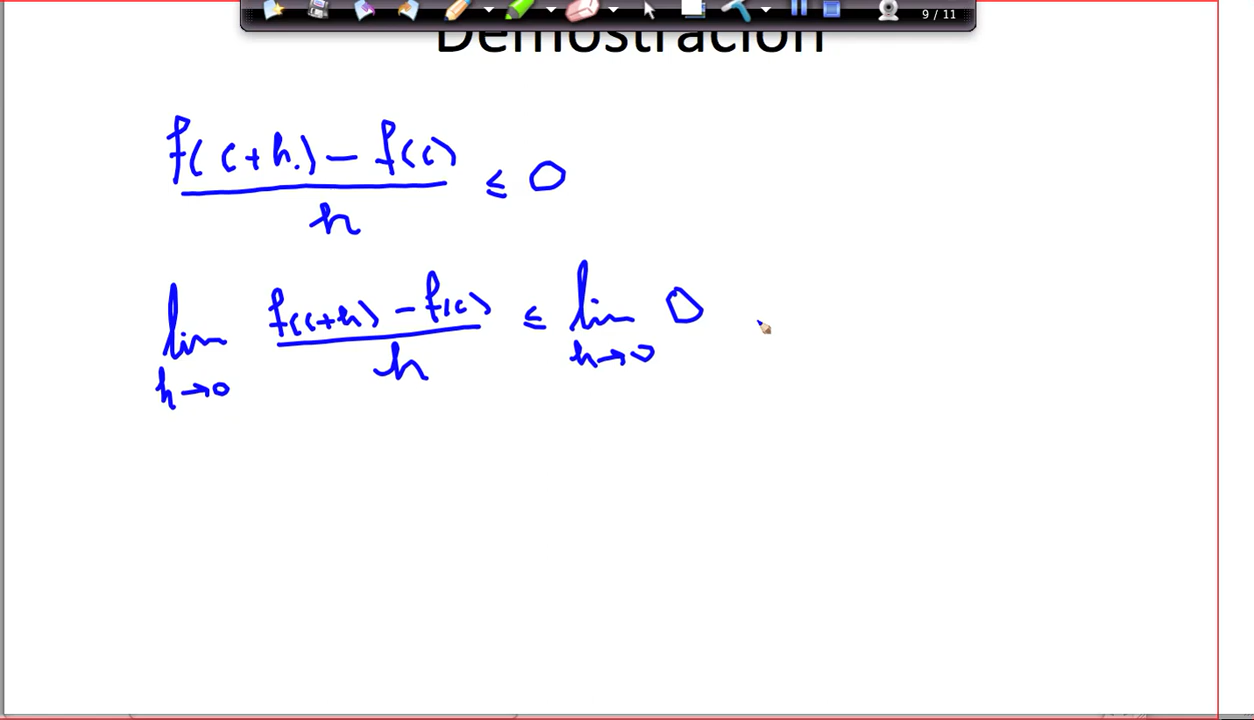 9 / 11
Demostración
f(c+h) - f(c) / h ≤ 0
lim h→0 f(c+h) - f(c) / h ≤ lim h→0 0